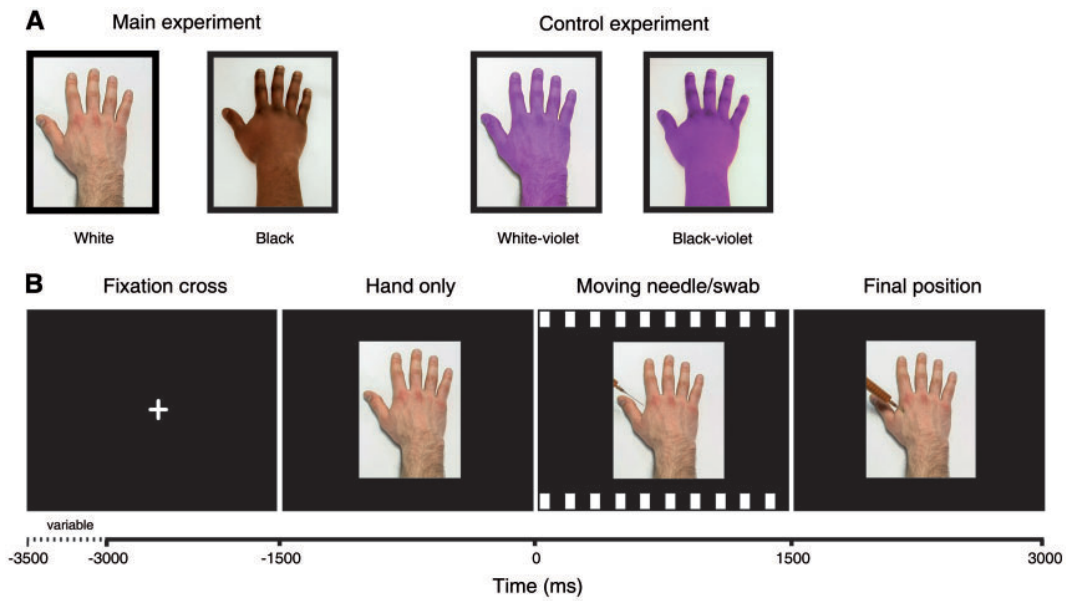 A
Main experiment
Control experiment
White
Black
White-violet
Black-violet
B
Fixation cross
Hand only
Moving needle/swab
Final position
variable
-3500
-3000
-1500
0
1500
3000
Time (ms)